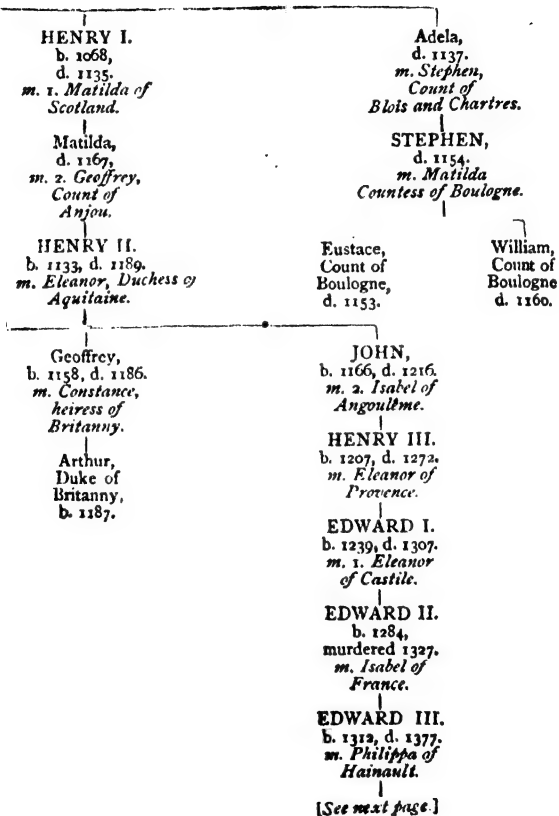 HENRY I.
b. 1068,
d. 1135.
m. 1. Matilda of
Scotland.
Matilda,
d. 1167,
m. 2. Geoffrey,
Count of
Anjou.
HENRY II.
b. 1133, d. 1189.
m. Eleanor, Duchess of
Aquitaine.
Geoffrey,
b. 1158, d. 1186.
m. Constance,
heiress of
Britanny.
Arthur,
Duke of
Britanny,
b. 1187.
Adela,
d. 1137.
m. Stephen,
Count of
Blois and Chartres.
STEPHEN,
d. 1154.
m. Matilda
Countess of Boulogne.
Eustace,
Count of
Boulogne,
d. 1153.
William,
Count of
Boulogne
d. 1160.
JOHN,
b. 1166, d. 1216.
m. 2. Isabel of
Angoulême.
HENRY III.
b. 1207, d. 1272.
m. Eleanor of
Provence.
EDWARD I.
b. 1239, d. 1307.
m. 1. Eleanor
of Castile.
EDWARD II.
b. 1284,
murdered 1327.
m. Isabel of
France.
EDWARD III.
b. 1312, d. 1377.
m. Philippa of
Hainault.
[See next page.]